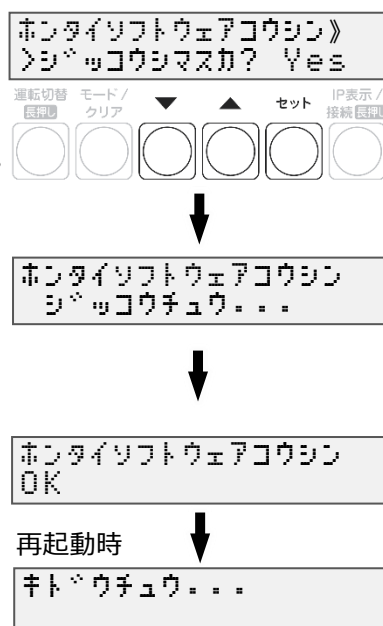 ホンタイソフトウェアコウシン》
>ジッコウシマスカ? Yes
運転切替 モード/ ▼ ▲ セット IP表示/
長押し クリア 接続 長押し
ホンタイソフトウェアコウシン
ジッコウチュウ...
ホンタイソフトウェアコウシン
OK
再起動時
キドウチュウ...